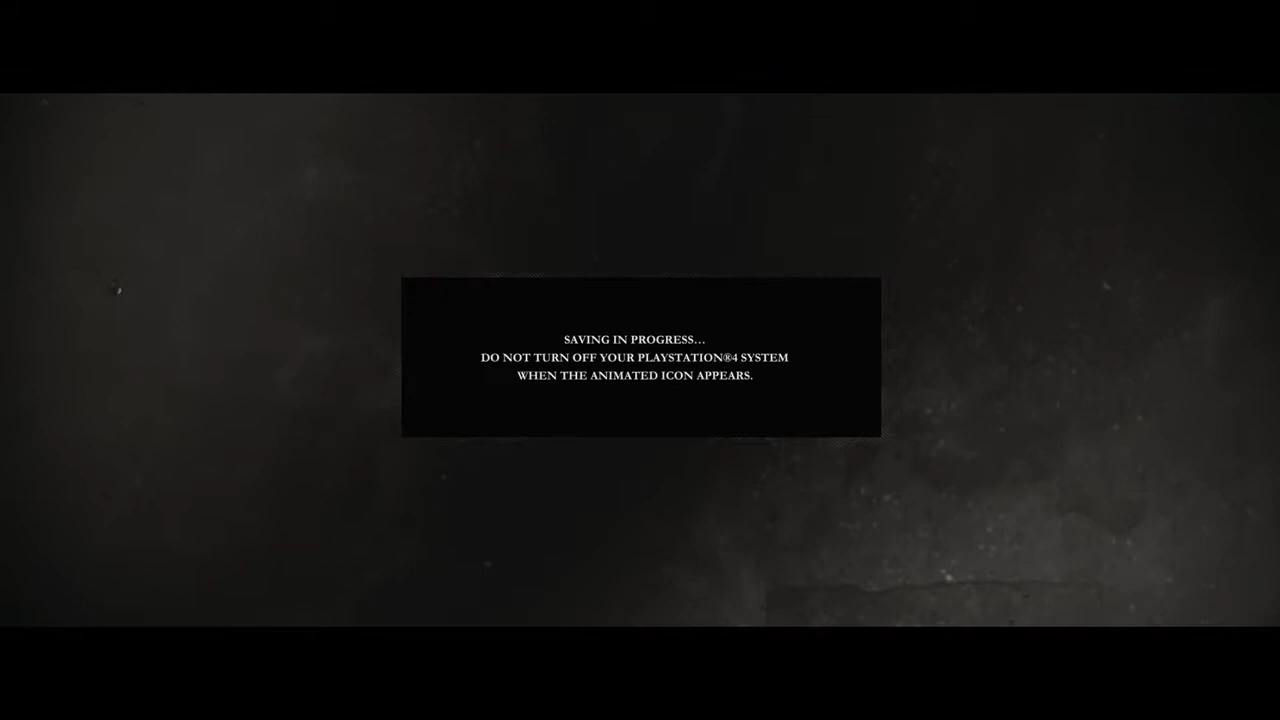 SAVING IN PROGRESS...
DO NOT TURN OFF YOUR PLAYSTATION®4 SYSTEM
WHEN THE ANIMATED ICON APPEARS.